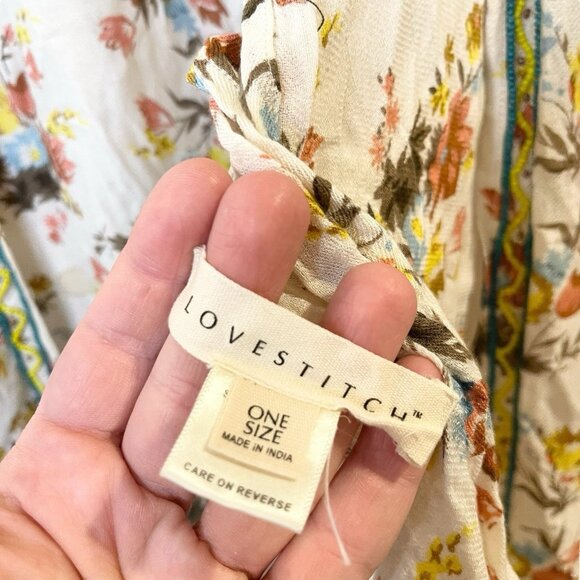 LOVESTITCH™
ONE
SIZE
MADE IN INDIA
CARE ON REVERSE